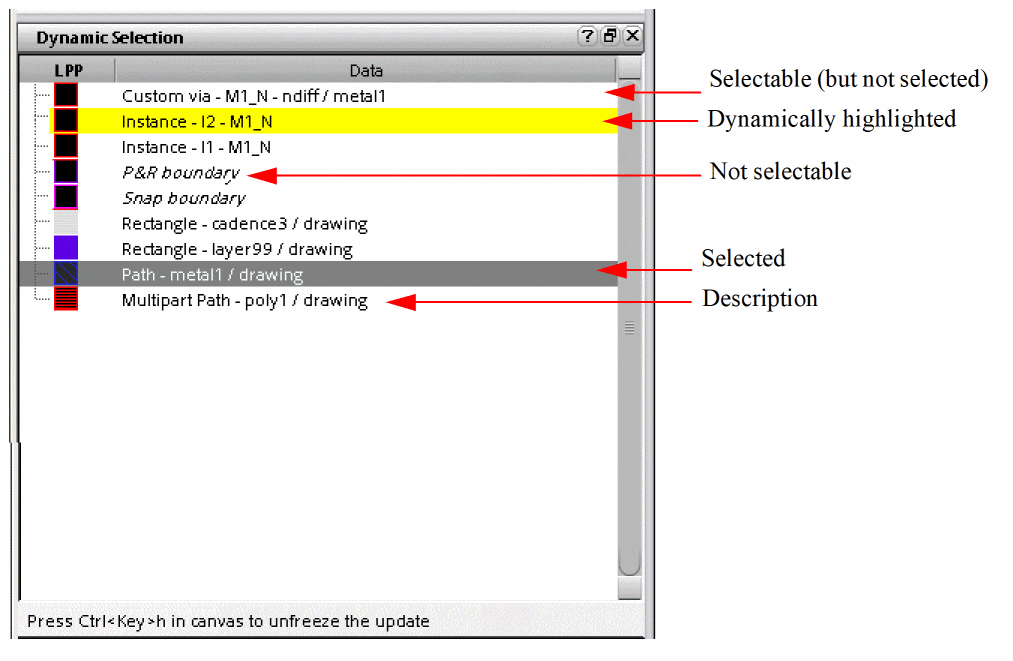 Dynamic Selection
LPP Data
Custom via - M1_N - ndiff / metal1
Instance - I2 - M1_N
Instance - I1 - M1_N
P&R boundary
Snap boundary
Rectangle - cadence3 / drawing
Rectangle - layer99 / drawing
Path - metal1 / drawing
Multipart Path - poly1 / drawing
Press Ctrl<Key>h in canvas to unfreeze the update
Selectable (but not selected)
Dynamically highlighted
Not selectable
Selected
Description